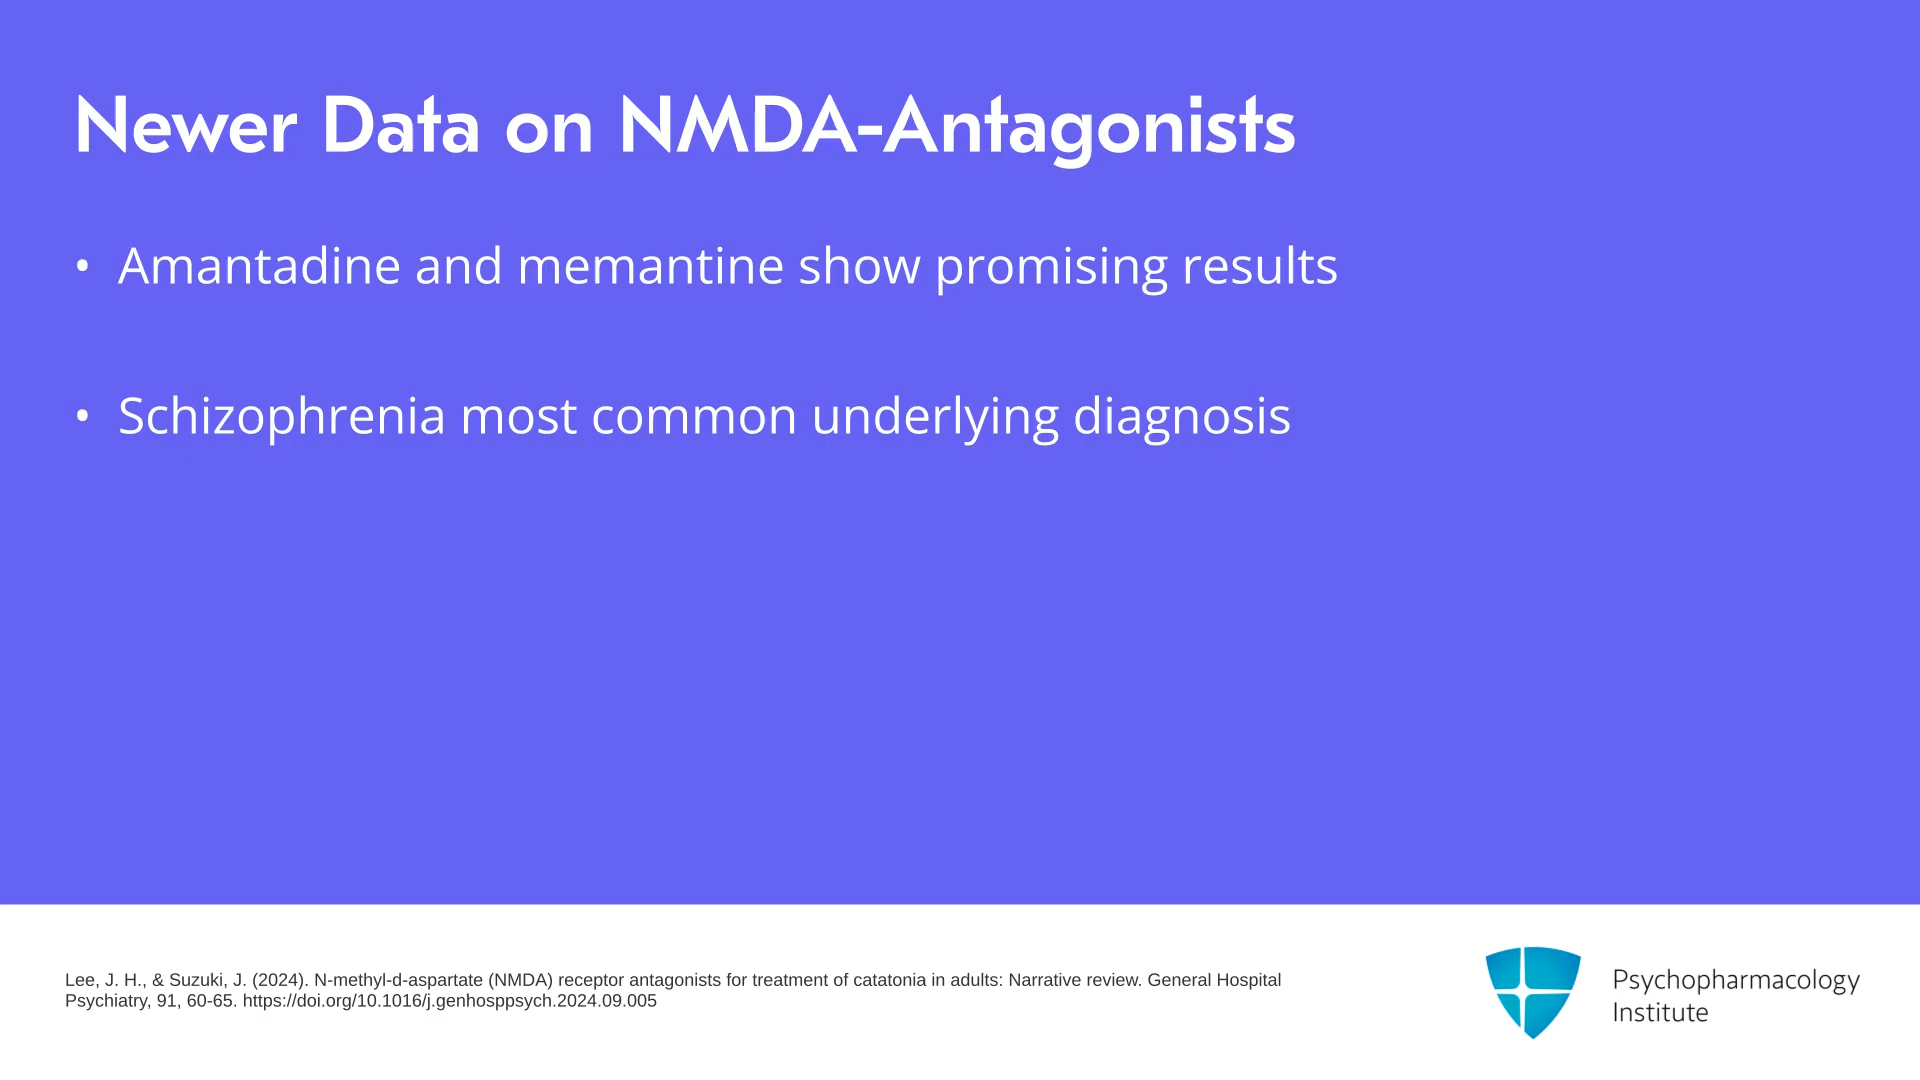 Newer Data on NMDA-Antagonists
• Amantadine and memantine show promising results
• Schizophrenia most common underlying diagnosis
Lee, J. H., & Suzuki, J. (2024). N-methyl-d-aspartate (NMDA) receptor antagonists for treatment of catatonia in adults: Narrative review. General Hospital
Psychiatry, 91, 60-65. https://doi.org/10.1016/j.genhosppsych.2024.09.005
Psychopharmacology
Institute